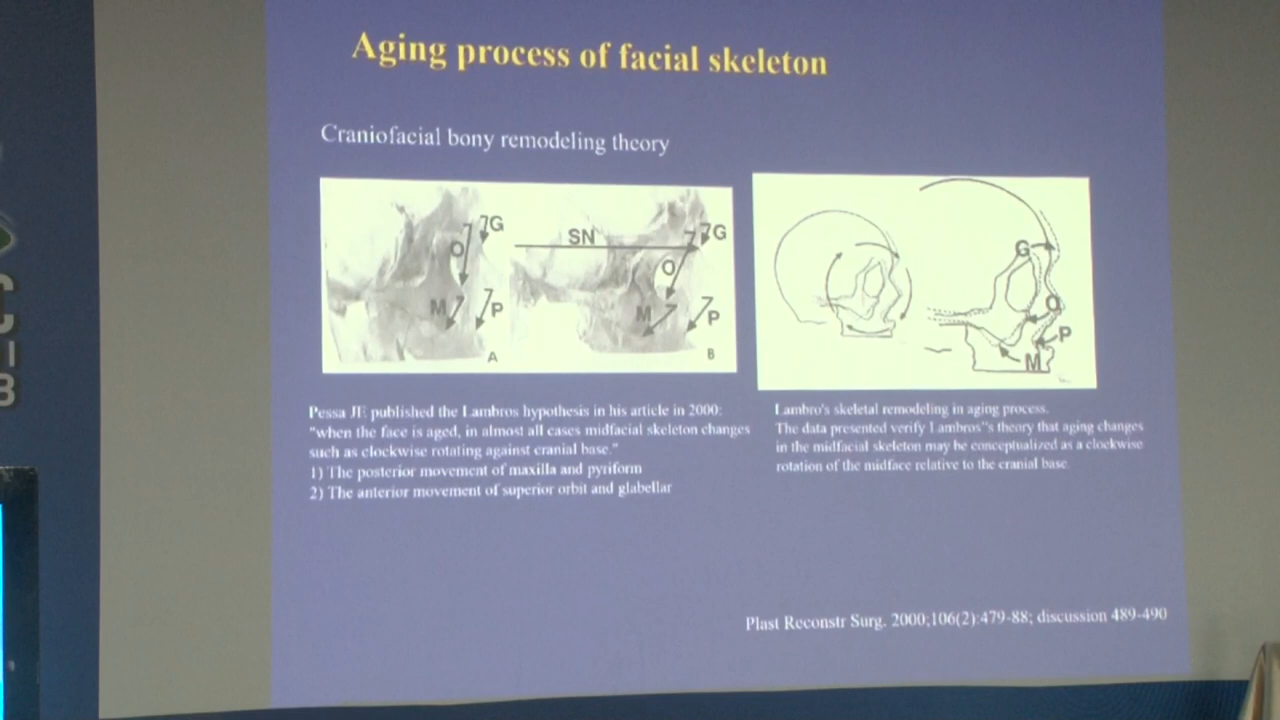 Aging process of facial skeleton
Craniofacial bony remodeling theory
G
O
M
P
A
SN
G
O
M
P
B
G
O
P
M
Pessa JE published the Lambros hypothesis in his article in 2000:
"when the face is aged, in almost all cases midfacial skeleton changes
such as clockwise rotating against cranial base."
1) The posterior movement of maxilla and pyriform
2) The anterior movement of superior orbit and glabellar
Lambro's skeletal remodeling in aging process.
The data presented verify Lambros''s theory that aging changes
in the midfacial skeleton may be conceptualized as a clockwise
rotation of the midface relative to the cranial base.
Plast Reconstr Surg. 2000;106(2):479-88; discussion 489-490
C
I
B